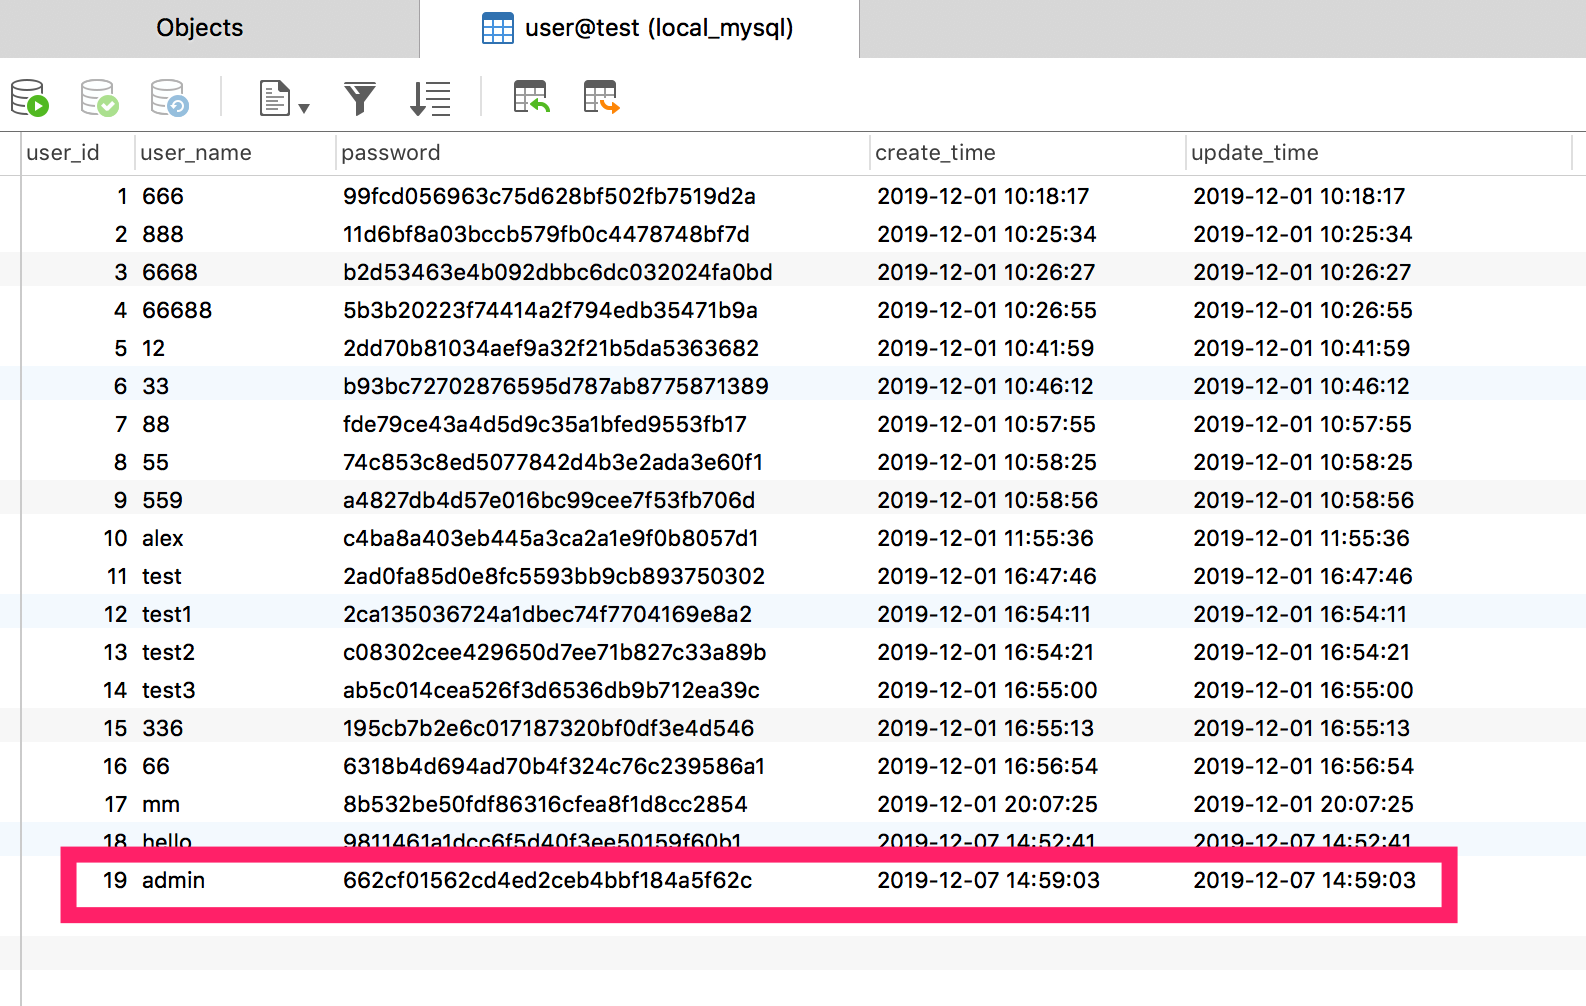 Objects user@test (local_mysql)
user_id user_name password create_time update_time
1 666 99fcd056963c75d628bf502fb7519d2a 2019-12-01 10:18:17 2019-12-01 10:18:17
2 888 11d6bf8a03bccb579fb0c4478748bf7d 2019-12-01 10:25:34 2019-12-01 10:25:34
3 6668 b2d53463e4b092dbbc6dc032024fa0bd 2019-12-01 10:26:27 2019-12-01 10:26:27
4 66688 5b3b20223f74414a2f794edb35471b9a 2019-12-01 10:26:55 2019-12-01 10:26:55
5 12 2dd70b81034aef9a32f21b5da5363682 2019-12-01 10:41:59 2019-12-01 10:41:59
6 33 b93bc72702876595d787ab8775871389 2019-12-01 10:46:12 2019-12-01 10:46:12
7 88 fde79ce43a4d5d9c35a1bfed9553fb17 2019-12-01 10:57:55 2019-12-01 10:57:55
8 55 74c853c8ed5077842d4b3e2ada3e60f1 2019-12-01 10:58:25 2019-12-01 10:58:25
9 559 a4827db4d57e016bc99cee7f53fb706d 2019-12-01 10:58:56 2019-12-01 10:58:56
10 alex c4ba8a403eb445a3ca2a1e9f0b8057d1 2019-12-01 11:55:36 2019-12-01 11:55:36
11 test 2ad0fa85d0e8fc5593bb9cb893750302 2019-12-01 16:47:46 2019-12-01 16:47:46
12 test1 2ca135036724a1dbec74f7704169e8a2 2019-12-01 16:54:11 2019-12-01 16:54:11
13 test2 c08302cee429650d7ee71b827c33a89b 2019-12-01 16:54:21 2019-12-01 16:54:21
14 test3 ab5c014cea526f3d6536db9b712ea39c 2019-12-01 16:55:00 2019-12-01 16:55:00
15 336 195cb7b2e6c017187320bf0df3e4d546 2019-12-01 16:55:13 2019-12-01 16:55:13
16 66 6318b4d694ad70b4f324c76c239586a1 2019-12-01 16:56:54 2019-12-01 16:56:54
17 mm 8b532be50fdf86316cfea8f1d8cc2854 2019-12-01 20:07:25 2019-12-01 20:07:25
18 hello 9811461a1dcc6f5d40f3ee50159f60b1 2019-12-07 14:52:41 2019-12-07 14:52:41
19 admin 662cf01562cd4ed2ceb4bbf184a5f62c 2019-12-07 14:59:03 2019-12-07 14:59:03